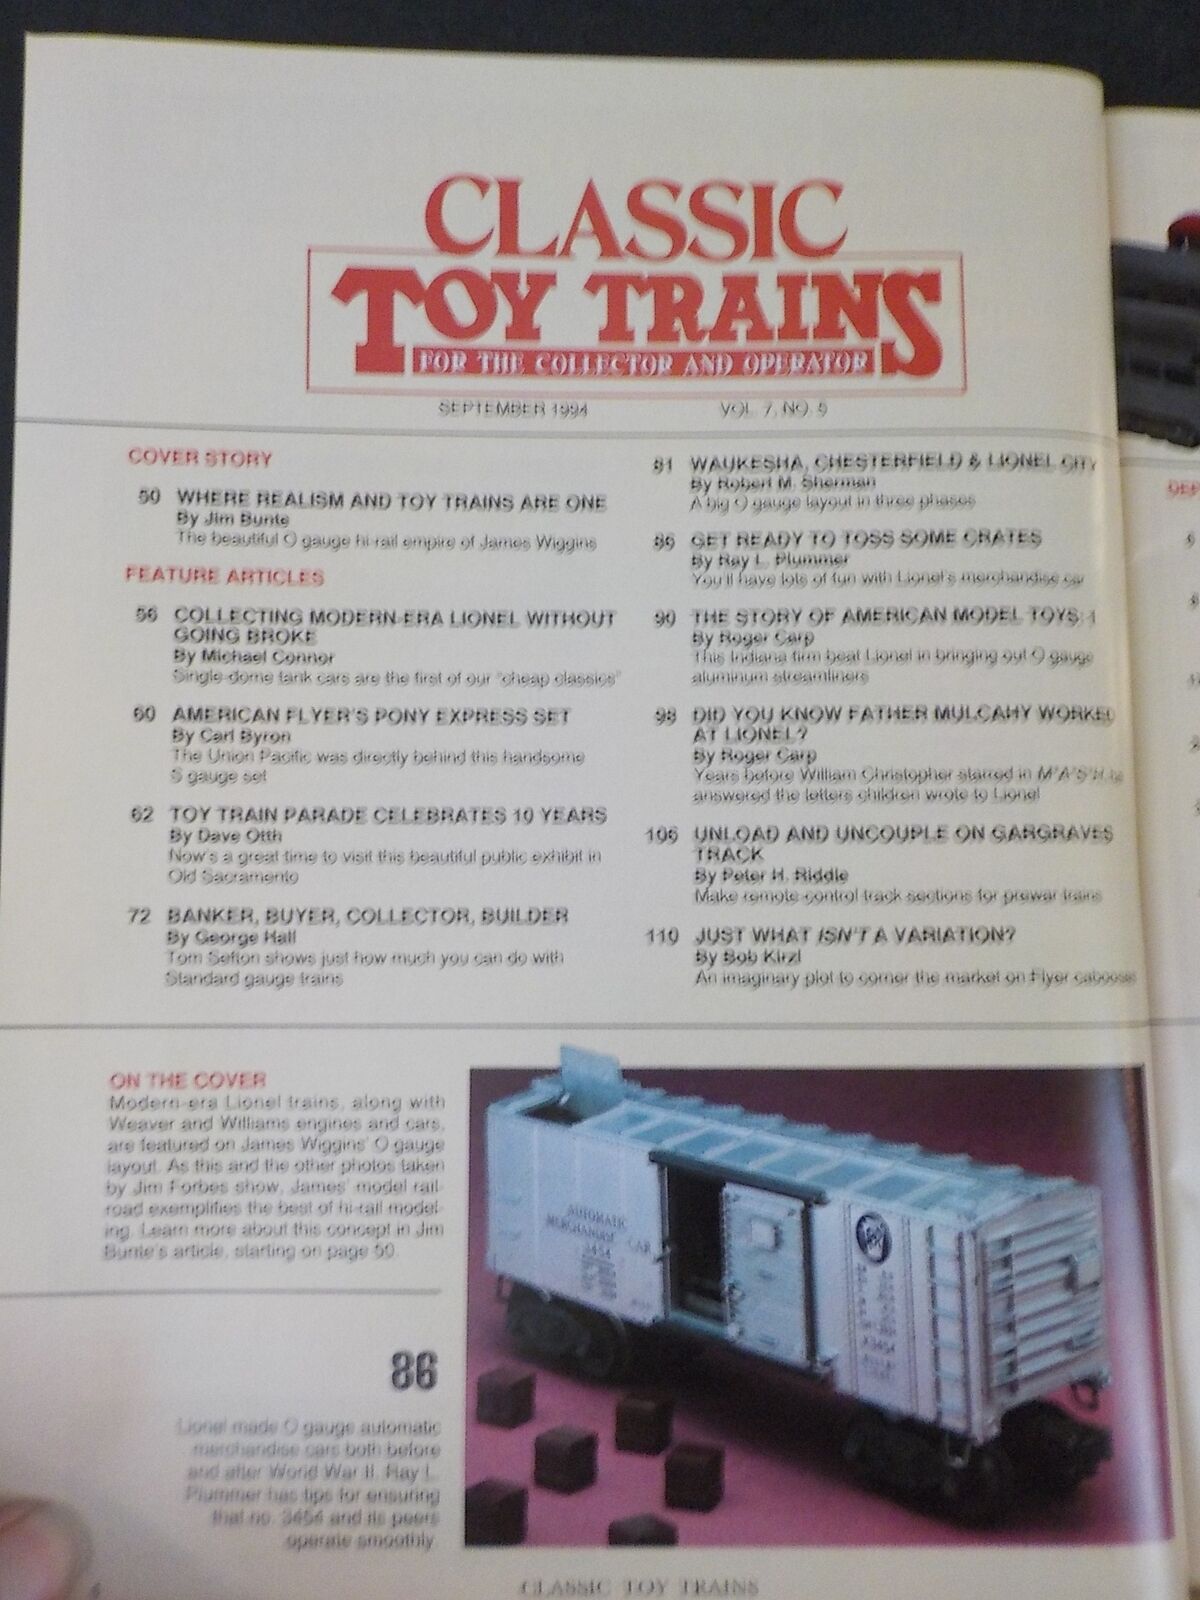 CLASSIC
TOY TRAINS
FOR THE COLLECTOR AND OPERATOR
SEPTEMBER 1994 VOL. 7, NO. 5
COVER STORY
50 WHERE REALISM AND TOY TRAINS ARE ONE
By Jim Bunte
The beautiful O gauge hi-rail empire of James Wiggins
FEATURE ARTICLES
56 COLLECTING MODERN-ERA LIONEL WITHOUT
GOING BROKE
By Michael Connor
Single-dome tank cars are the first of our "cheap classics"
60 AMERICAN FLYER'S PONY EXPRESS SET
By Carl Byron
The Union Pacific was directly behind this handsome
S gauge set
62 TOY TRAIN PARADE CELEBRATES 10 YEARS
By Dave Otth
Now's a great time to visit this beautiful public exhibit in
Old Sacramento
72 BANKER, BUYER, COLLECTOR, BUILDER
By George Hall
Tom Sefton shows just how much you can do with
Standard gauge trains
81 WAUKESHA, CHESTERFIELD & LIONEL CITY
By Robert M. Sherman
A big O gauge layout in three phases
86 GET READY TO TOSS SOME CRATES
By Ray L. Plummer
You'll have lots of fun with Lionel's merchandise car
90 THE STORY OF AMERICAN MODEL TOYS: 1
By Roger Carp
This Indiana firm beat Lionel in bringing out O gauge
aluminum streamliners
98 DID YOU KNOW FATHER MULCAHY WORKED
AT LIONEL?
By Roger Carp
Years before William Christopher starred in M*A*S*H he
answered the letters children wrote to Lionel
106 UNLOAD AND UNCOUPLE ON GARGRAVES
TRACK
By Peter H. Riddle
Make remote-control track sections for prewar trains
110 JUST WHAT ISN'T A VARIATION?
By Bob Kirzl
An imaginary plot to corner the market on Flyer cabooses
ON THE COVER
Modern-era Lionel trains, along with
Weaver and Williams engines and cars,
are featured on James Wiggins' O gauge
layout. As this and the other photos taken
by Jim Forbes show, James' model rail-
road exemplifies the best of hi-rail model-
ing. Learn more about this concept in Jim
Bunte's article, starting on page 50.
AUTOMATIC
MERCHANDISE CAR
3454
86
Lionel made O gauge automatic
merchandise cars both before
and after World War II. Ray L.
Plummer has tips for ensuring
that no. 3454 and its peers
operate smoothly.
4 CLASSIC TOY TRAINS
DEP